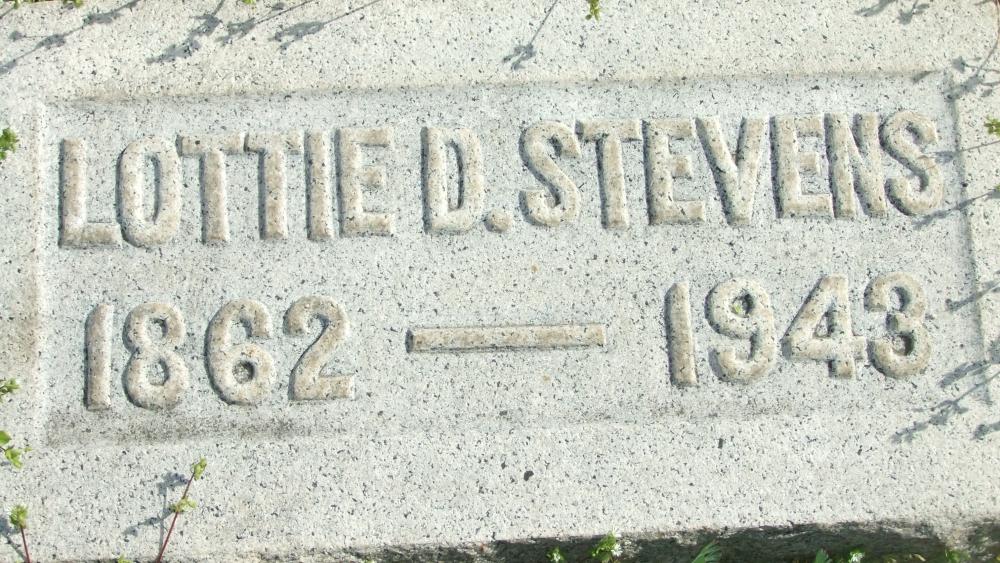 LOTTIE D. STEVENS
1862 — 1943